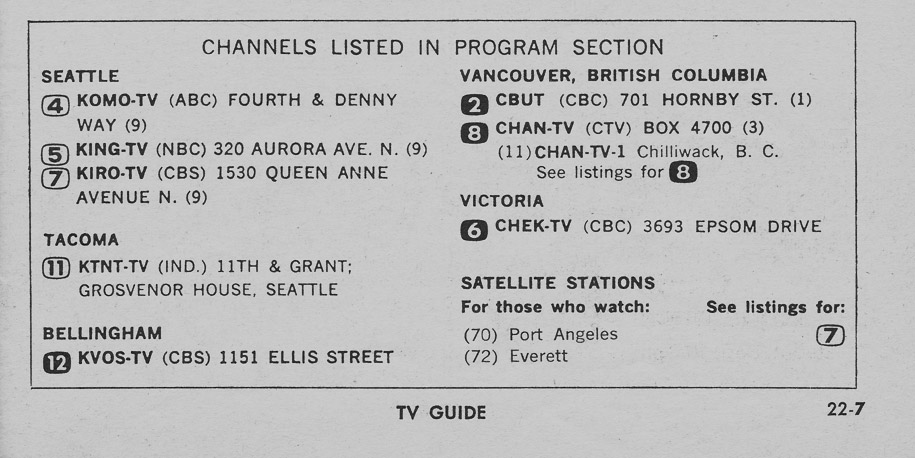 CHANNELS LISTED IN PROGRAM SECTION
SEATTLE
4 KOMO-TV (ABC) FOURTH & DENNY
WAY (9)
5 KING-TV (NBC) 320 AURORA AVE. N. (9)
7 KIRO-TV (CBS) 1530 QUEEN ANNE
AVENUE N. (9)
TACOMA
11 KTNT-TV (IND.) 11TH & GRANT;
GROSVENOR HOUSE, SEATTLE
BELLINGHAM
12 KVOS-TV (CBS) 1151 ELLIS STREET
VANCOUVER, BRITISH COLUMBIA
2 CBUT (CBC) 701 HORNBY ST. (1)
8 CHAN-TV (CTV) BOX 4700 (3)
(11) CHAN-TV-1 Chilliwack, B. C.
See listings for 8
VICTORIA
6 CHEK-TV (CBC) 3693 EPSOM DRIVE
SATELLITE STATIONS
For those who watch: See listings for:
(70) Port Angeles 7
(72) Everett
TV GUIDE 22-7